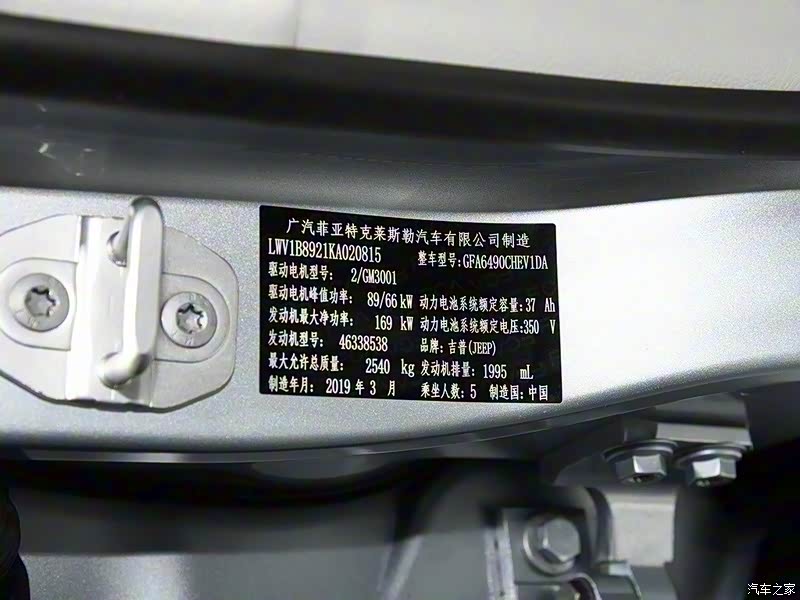 广汽菲亚特克莱斯勒汽车有限公司制造
LWV1B8921KA020815 整车型号:GFA6490CHEV1DA
驱动电机型号: 2/GM3001
驱动电机峰值功率: 89/66 kW 动力电池系统额定容量:37 Ah
发动机最大净功率: 169 kW 动力电池系统额定电压:350 V
发动机型号: 46338538 品牌:吉普(JEEP)
最大允许总质量: 2540 kg 发动机排量: 1995 mL
制造年月: 2019 年 3 月 乘坐人数:5 制造国:中国
汽车之家